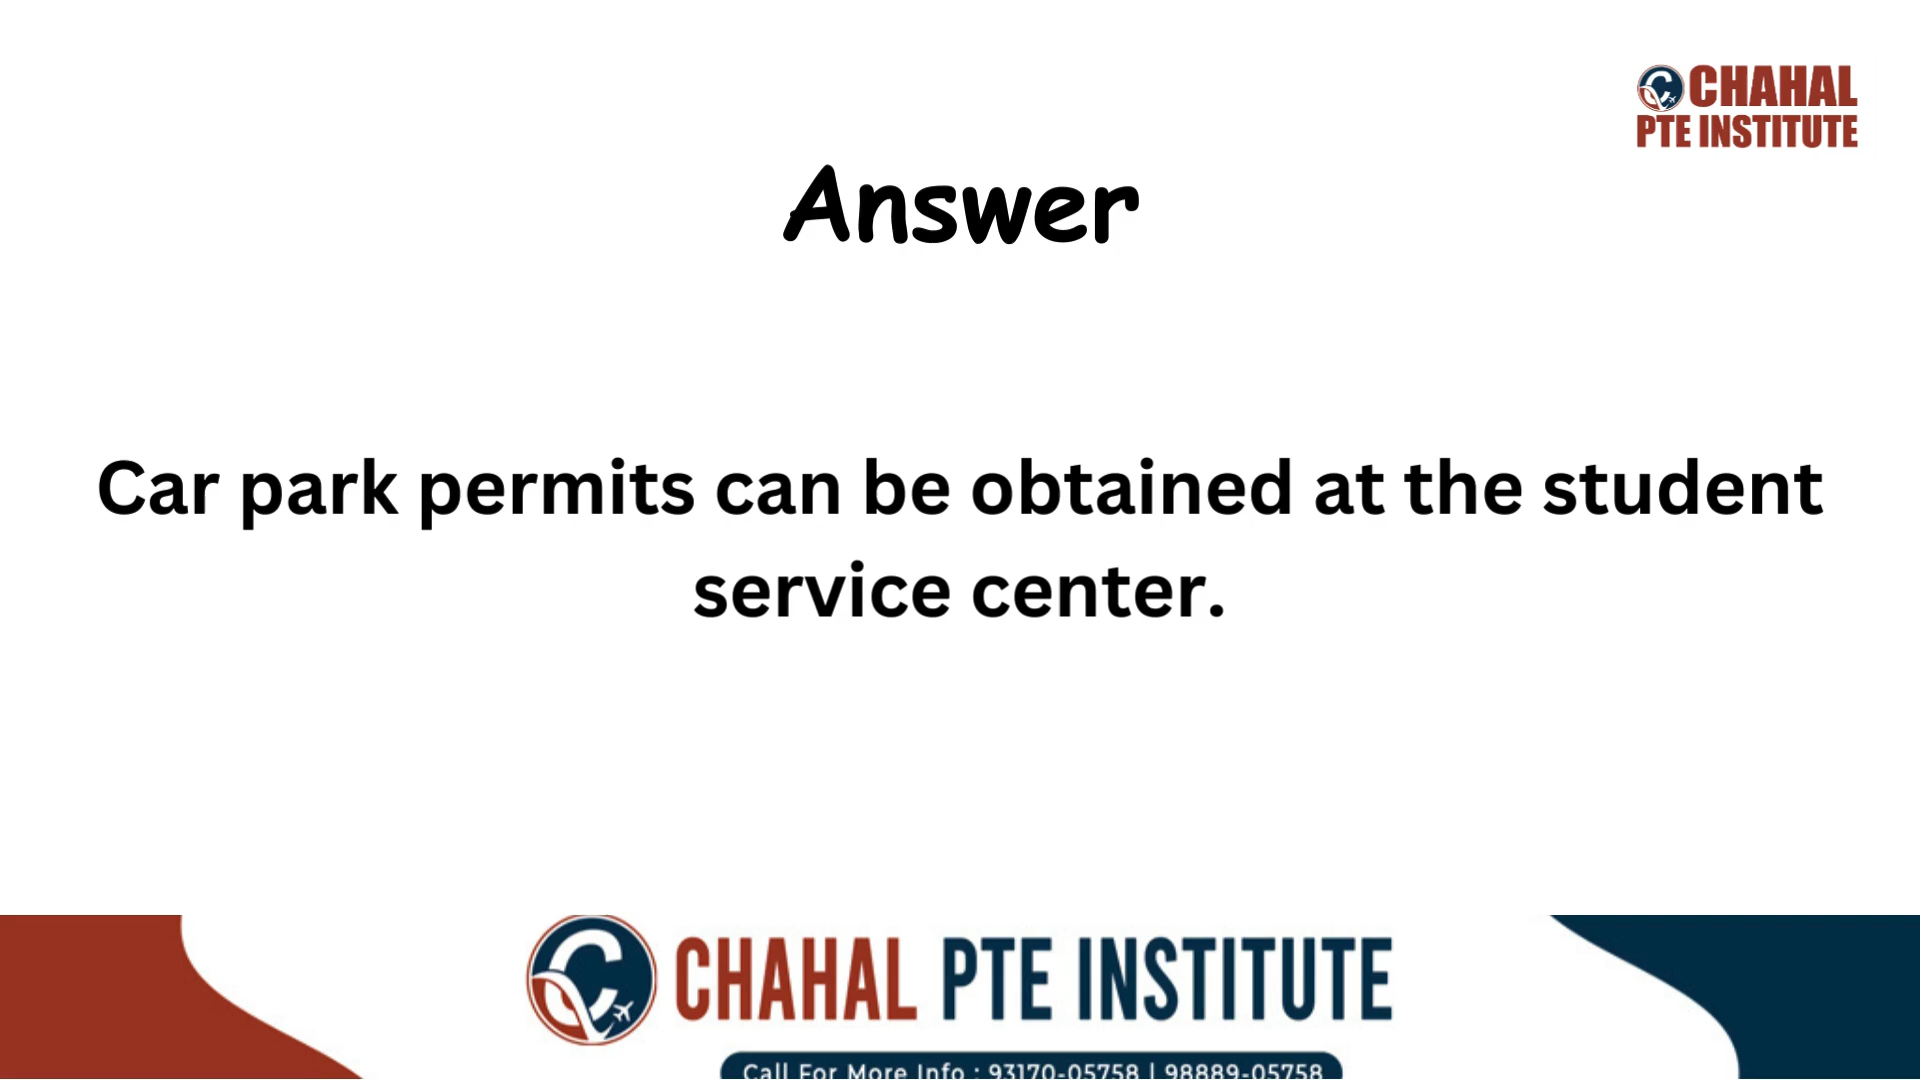 CHAHAL
PTE INSTITUTE
Answer
Car park permits can be obtained at the student
service center.
CHAHAL PTE INSTITUTE
Call For More Info : 93170-05758 | 98889-05758